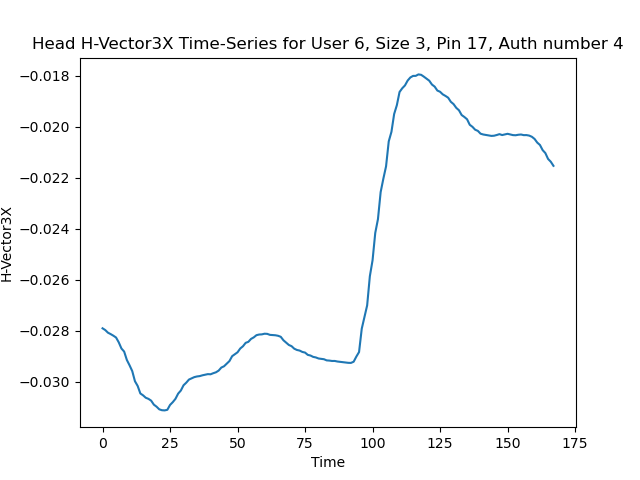 Head H-Vector3X Time-Series for User 6, Size 3, Pin 17, Auth number 4
H-Vector3X
−0.018
−0.020
−0.022
−0.024
−0.026
−0.028
−0.030
0 25 50 75 100 125 150 175
Time